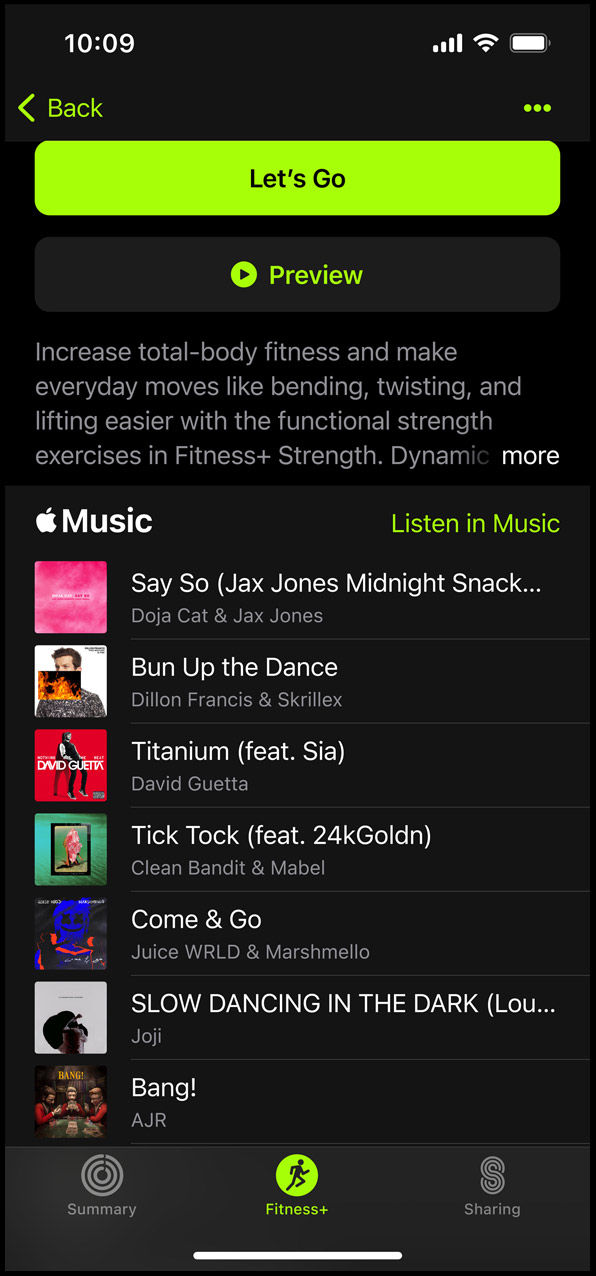 10:09
Back
Let's Go
Preview
Increase total-body fitness and make
everyday moves like bending, twisting, and
lifting easier with the functional strength
exercises in Fitness+ Strength. Dynamic more
Music
Listen in Music
Say So (Jax Jones Midnight Snack...
Doja Cat & Jax Jones
Bun Up the Dance
Dillon Francis & Skrillex
DAVID GUETTA
Titanium (feat. Sia)
David Guetta
Tick Tock (feat. 24kGoldn)
Clean Bandit & Mabel
Come & Go
Juice WRLD & Marshmello
SLOW DANCING IN THE DARK (Lou...
Joji
BANG!
Bang!
AJR
Summary
Fitness+
Sharing